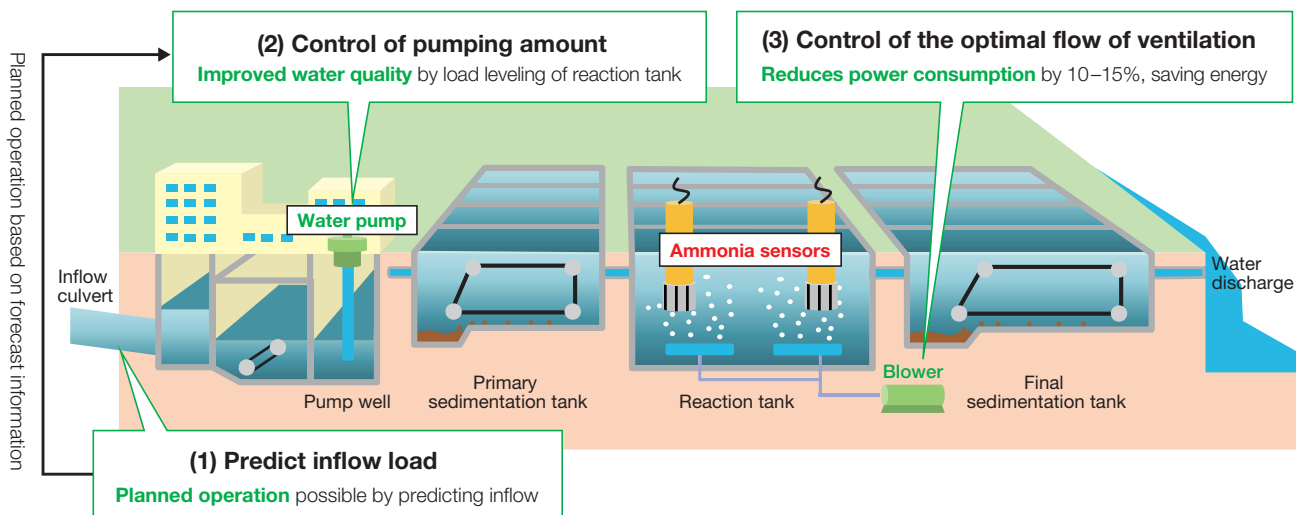 Planned operation based on forecast information
(2) Control of pumping amount
Improved water quality by load leveling of reaction tank
(3) Control of the optimal flow of ventilation
Reduces power consumption by 10–15%, saving energy
Water pump
Ammonia sensors
Inflow
culvert
Water
discharge
Blower
Pump well
Primary
sedimentation tank
Reaction tank
Final
sedimentation tank
(1) Predict inflow load
Planned operation possible by predicting inflow